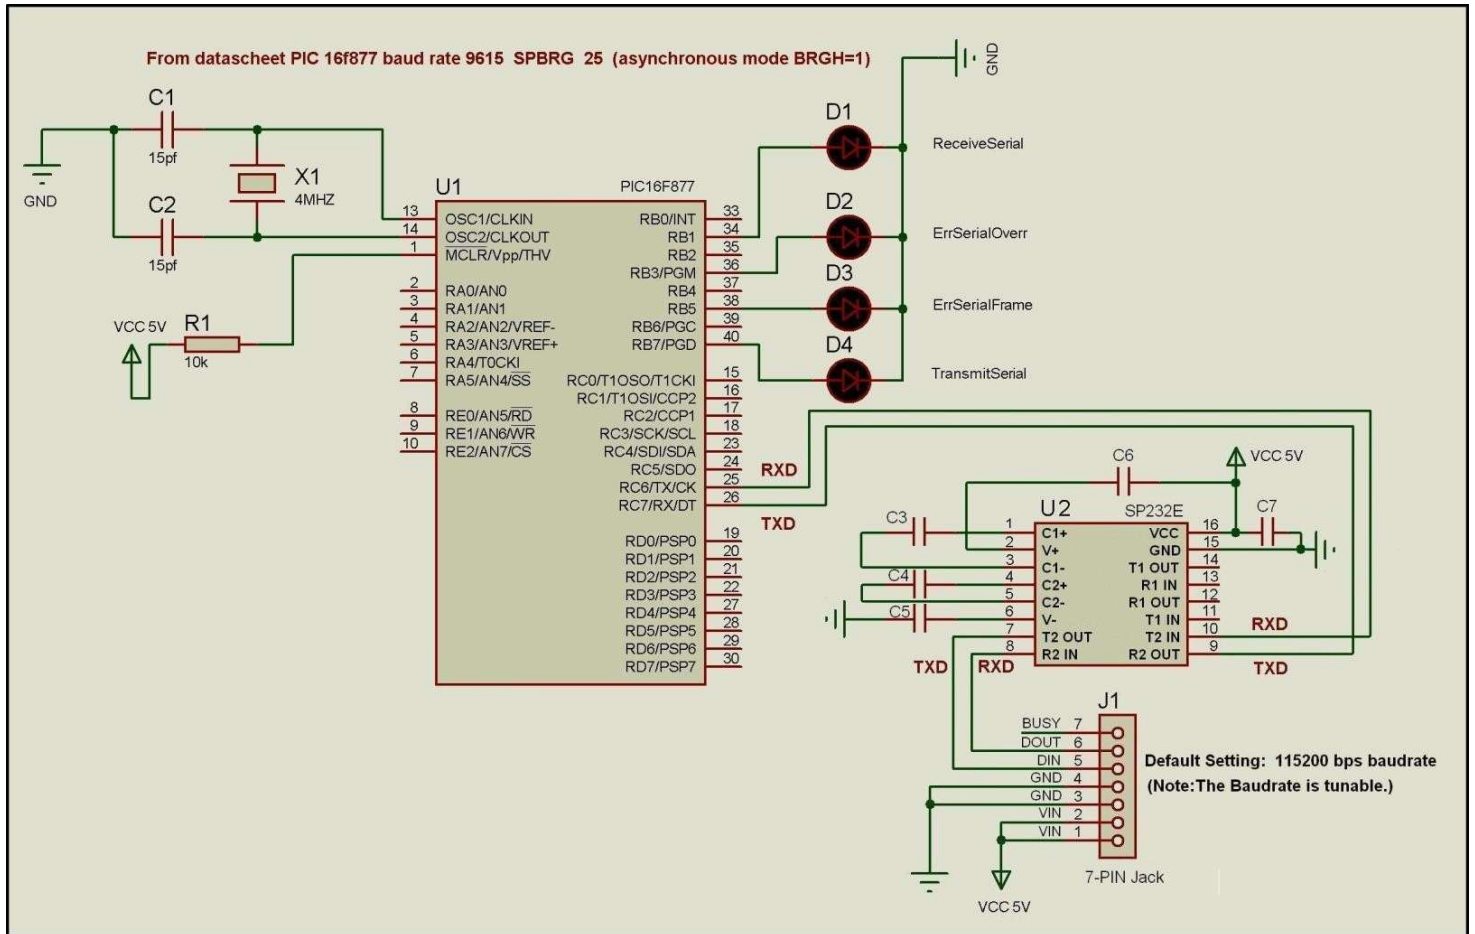 From datascheet PIC 16f877 baud rate 9615 SPBRG 25 (asynchronous mode BRGH=1)
GND
C1
15pf
GND
C2
15pf
X1
4MHZ
VCC 5V
R1
10k
U1
PIC16F877
13 OSC1/CLKIN
14 OSC2/CLKOUT
1 MCLR/Vpp/THV
2 RA0/AN0
3 RA1/AN1
4 RA2/AN2/VREF-
5 RA3/AN3/VREF+
6 RA4/T0CKI
7 RA5/AN4/SS
8 RE0/AN5/RD
9 RE1/AN6/WR
10 RE2/AN7/CS
RB0/INT 33
RB1 34
RB2 35
RB3/PGM 36
RB4 37
RB5 38
RB6/PGC 39
RB7/PGD 40
RC0/T1OSO/T1CKI 15
RC1/T1OSI/CCP2 16
RC2/CCP1 17
RC3/SCK/SCL 18
RC4/SDI/SDA 23
RC5/SDO 24
RC6/TX/CK 25
RC7/RX/DT 26
RD0/PSP0 19
RD1/PSP1 20
RD2/PSP2 21
RD3/PSP3 22
RD4/PSP4 27
RD5/PSP5 28
RD6/PSP6 29
RD7/PSP7 30
RXD
TXD
D1
ReceiveSerial
D2
ErrSerialOverr
D3
ErrSerialFrame
D4
TransmitSerial
C6
VCC 5V
U2
SP232E
C7
C3
C4
C5
1 C1+
2 V+
3 C1-
4 C2+
5 C2-
6 V-
7 T2 OUT
8 R2 IN
VCC 16
GND 15
T1 OUT 14
R1 IN 13
R1 OUT 12
T1 IN 11
T2 IN 10
R2 OUT 9
RXD
TXD
TXD
RXD
J1
BUSY 7
DOUT 6
DIN 5
GND 4
GND 3
VIN 2
VIN 1
Default Setting: 115200 bps baudrate
(Note:The Baudrate is tunable.)
7-PIN Jack
VCC 5V